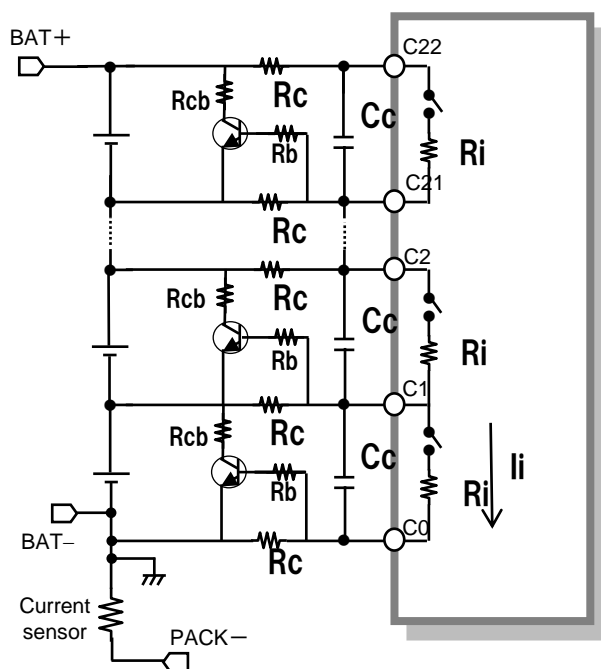 BAT+
C22
Rcb
Rc
Cc
Rb
Ri
C21
Rc
C2
Rc
Rcb
Cc
Rb
Ri
C1
Rcb
Rc
Cc
Rb
Ri
Ii
C0
BAT−
Rc
Current
sensor
PACK−